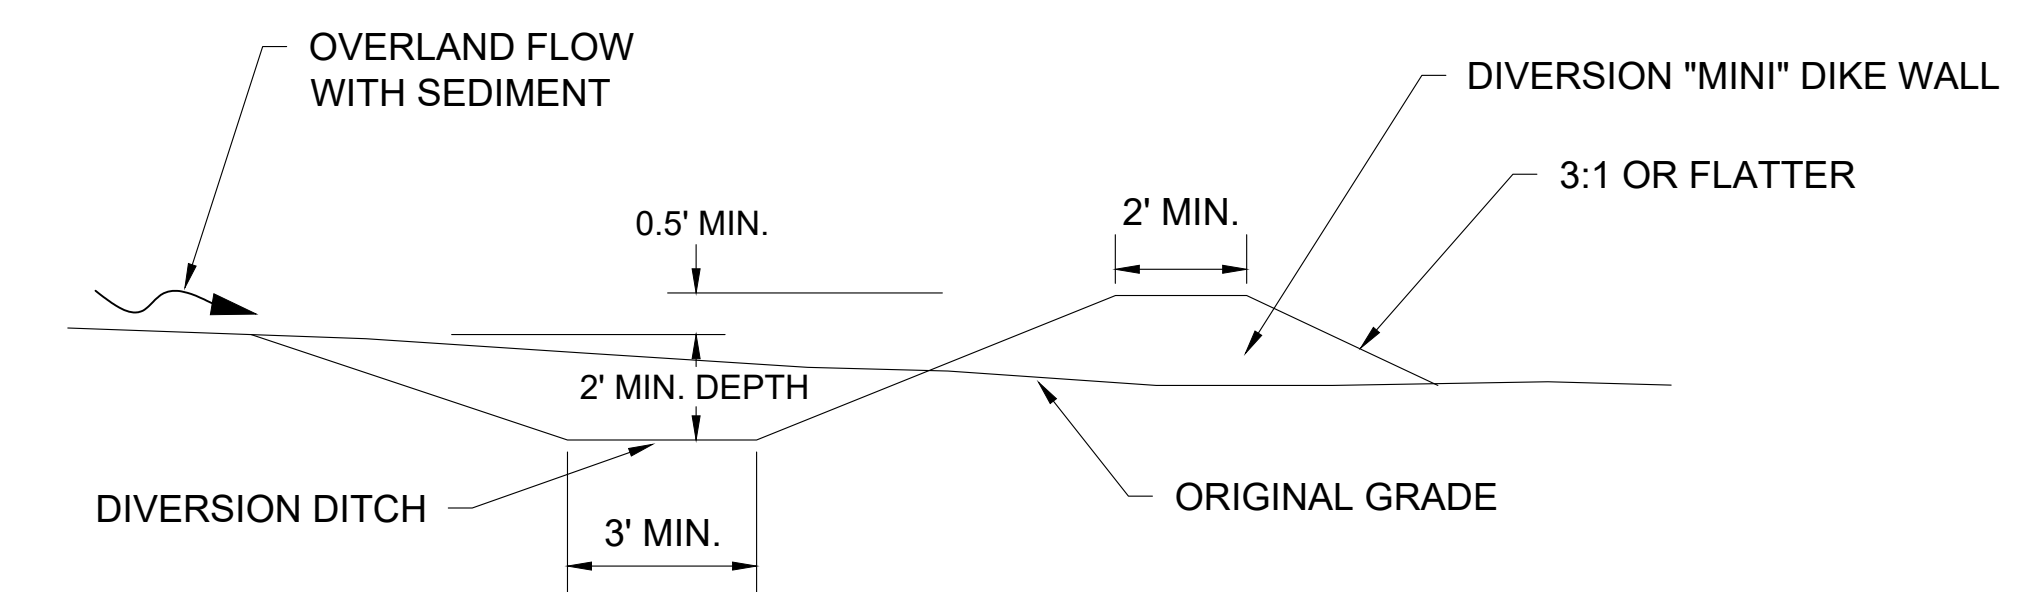 OVERLAND FLOW
WITH SEDIMENT
DIVERSION "MINI" DIKE WALL
3:1 OR FLATTER
0.5' MIN.
2' MIN.
2' MIN. DEPTH
DIVERSION DITCH
3' MIN.
ORIGINAL GRADE